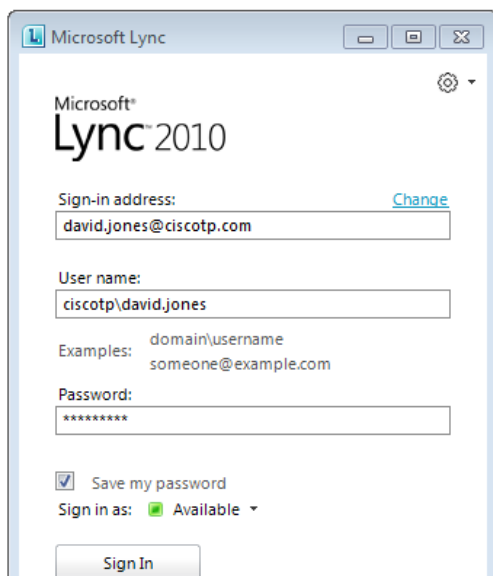 Microsoft Lync
Microsoft®
Lync™ 2010
Sign-in address:
Change
david.jones@ciscotp.com
User name:
ciscotp\david.jones
Examples:
domain\username
someone@example.com
Password:
*********
Save my password
Sign in as: Available
Sign In